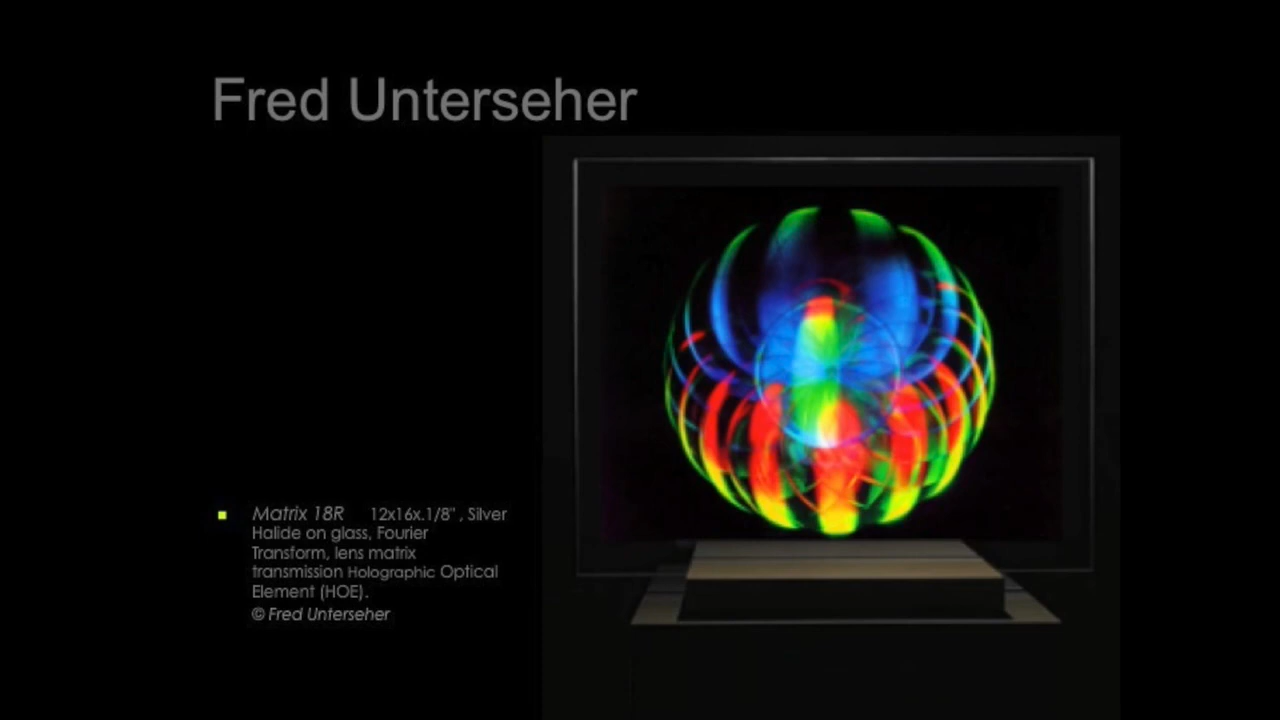 Fred Unterseher
Matrix 18R 12x16x.1/8", Silver
Halide on glass, Fourier
Transform, lens matrix
transmission Holographic Optical
Element (HOE).
© Fred Unterseher